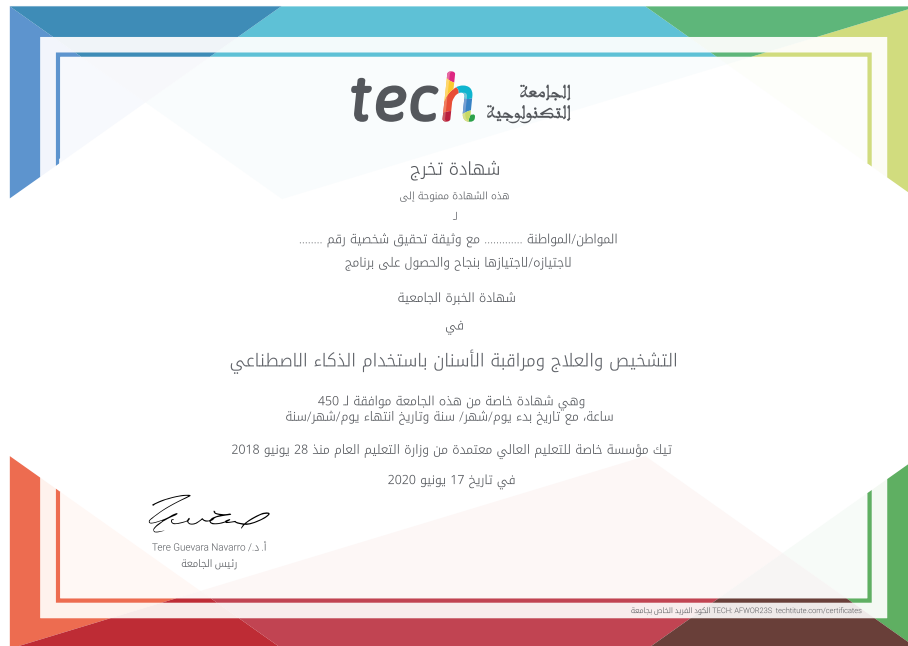 tech الجامعة
التكنولوجية
شهادة تخرج
هذه الشهادة ممنوحة إلى
لـ
المواطن/المواطنة ............ مع وثيقة تحقيق شخصية رقم ........
لاجتيازه/لاجتيازها بنجاح والحصول على برنامج
شهادة الخبرة الجامعية
في
التشخيص والعلاج ومراقبة الأسنان باستخدام الذكاء الاصطناعي
وهي شهادة خاصة من هذه الجامعة موافقة لـ 450
ساعة، مع تاريخ بدء يوم/شهر/ سنة وتاريخ انتهاء يوم/شهر/سنة
تيك مؤسسة خاصة للتعليم العالي معتمدة من وزارة التعليم العام منذ 28 يونيو 2018
في تاريخ 17 يونيو 2020
أ. د./ Tere Guevara Navarro
رئيس الجامعة
الكود الفريد الخاص بجامعة TECH: AFWOR23S techtitute.com/certificates